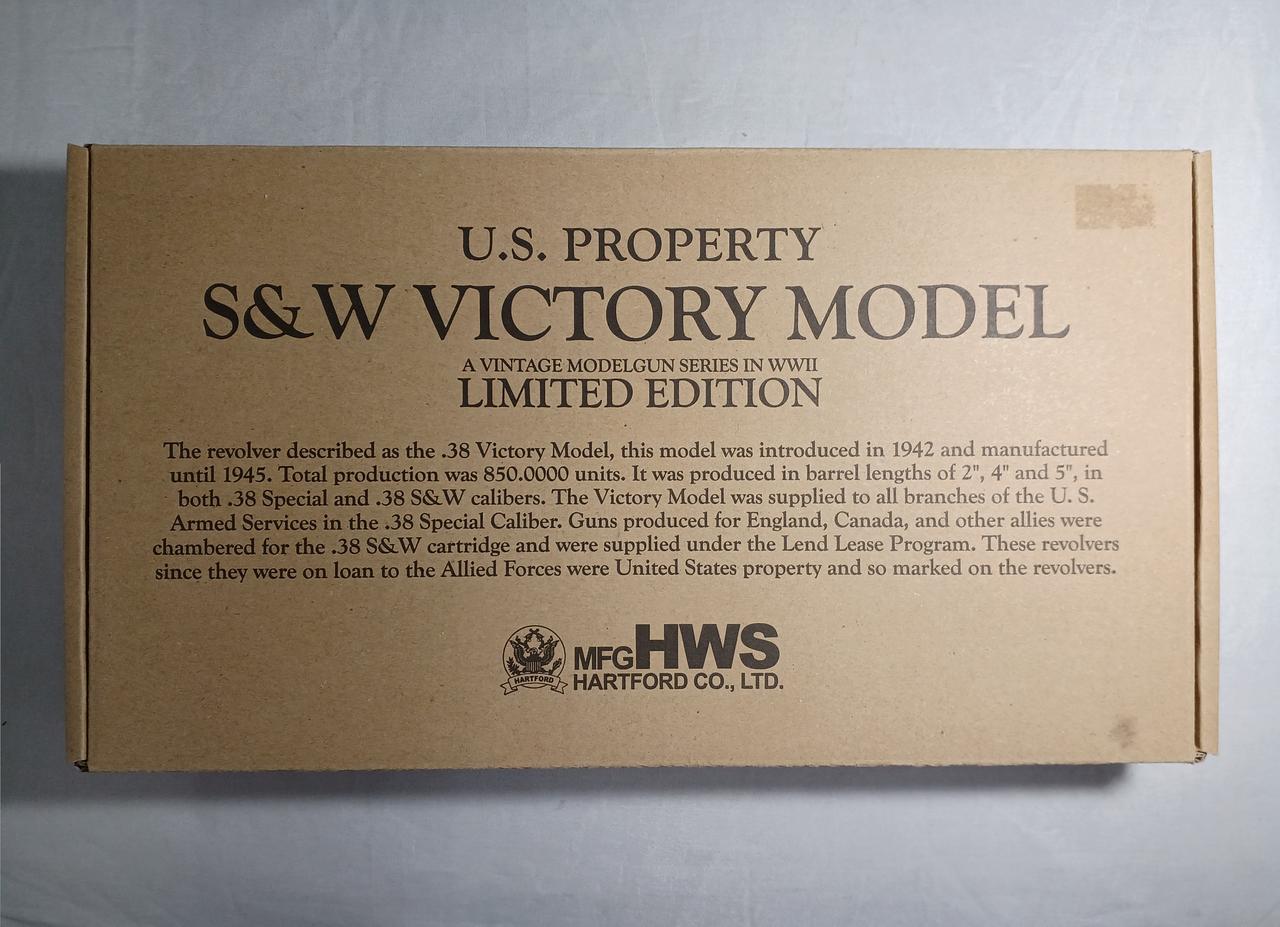 U.S. PROPERTY
S&W VICTORY MODEL
A VINTAGE MODELGUN SERIES IN WWII
LIMITED EDITION
The revolver described as the .38 Victory Model, this model was introduced in 1942 and manufactured
until 1945. Total production was 850.0000 units. It was produced in barrel lengths of 2", 4" and 5", in
both .38 Special and .38 S&W calibers. The Victory Model was supplied to all branches of the U. S.
Armed Services in the .38 Special Caliber. Guns produced for England, Canada, and other allies were
chambered for the .38 S&W cartridge and were supplied under the Lend Lease Program. These revolvers
since they were on loan to the Allied Forces were United States property and so marked on the revolvers.
HARTFORD
MFG HWS
HARTFORD CO., LTD.